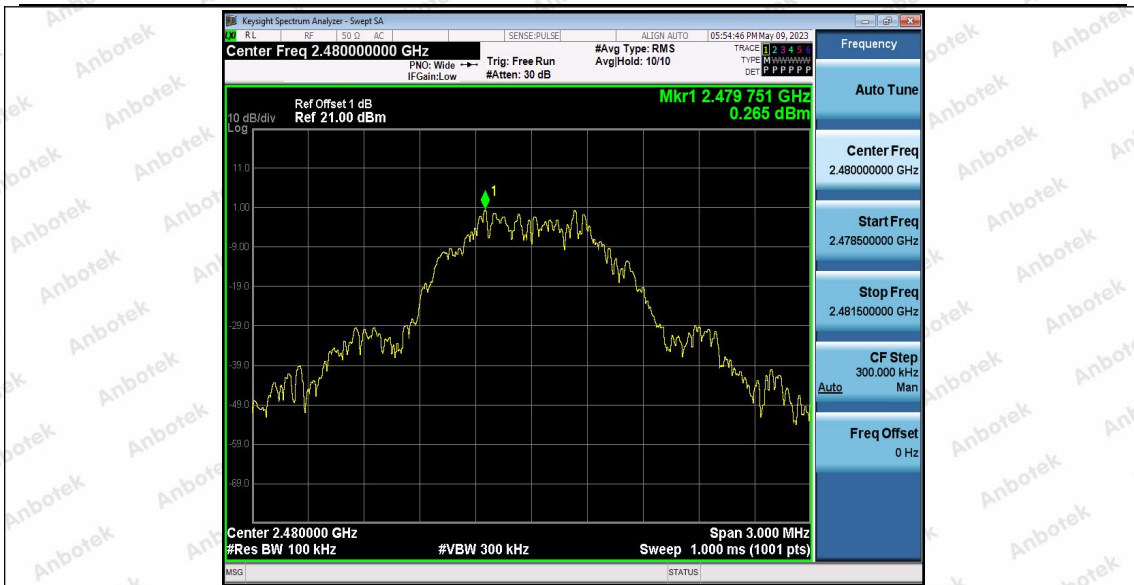 Keysight Spectrum Analyzer - Swept SA
LXI RL RF 50 Ω AC SENSE:PULSE ALIGN AUTO 05:54:46 PM May 09, 2023
Center Freq 2.480000000 GHz
PNO: Wide
IFGain:Low
Trig: Free Run
#Atten: 30 dB
#Avg Type: RMS
Avg|Hold: 10/10
TRACE 1 2 3 4 5 6
TYPE M W W W W W
DET P P P P P P
Frequency
Mkr1 2.479 751 GHz
0.265 dBm
Ref Offset 1 dB
10 dB/div Ref 21.00 dBm
Log
11.0
1.00
-9.00
-19.0
-29.0
-39.0
-49.0
-59.0
-69.0
1
Center 2.480000 GHz
Span 3.000 MHz
#Res BW 100 kHz
#VBW 300 kHz
Sweep 1.000 ms (1001 pts)
MSG
STATUS
Auto Tune
Center Freq
2.480000000 GHz
Start Freq
2.478500000 GHz
Stop Freq
2.481500000 GHz
CF Step
300.000 kHz
Auto Man
Freq Offset
0 Hz
Anbotek